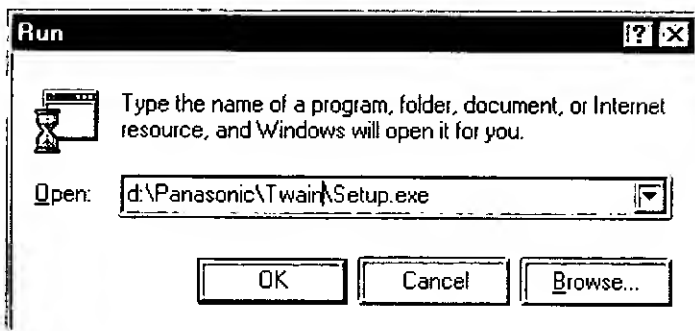 Run
Type the name of a program, folder, document, or Internet
resource, and Windows will open it for you.
Open: d:\Panasonic\Twain\Setup.exe
OK Cancel Browse...